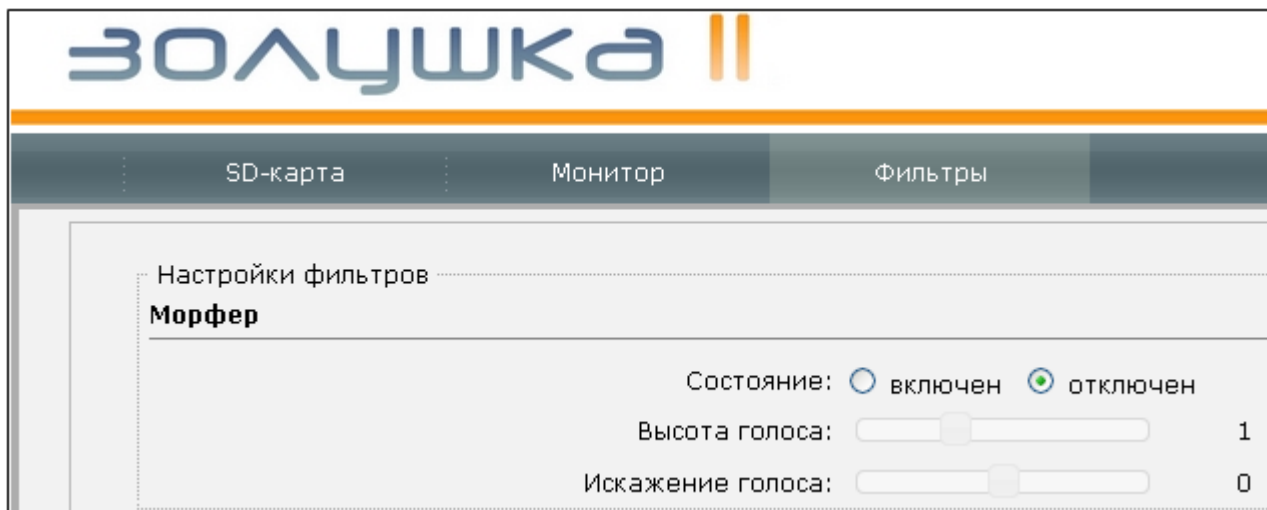 золушка II
SD-карта Монитор Фильтры
Настройки фильтров
Морфер
Состояние: включен отключен
Высота голоса: 1
Искажение голоса: 0